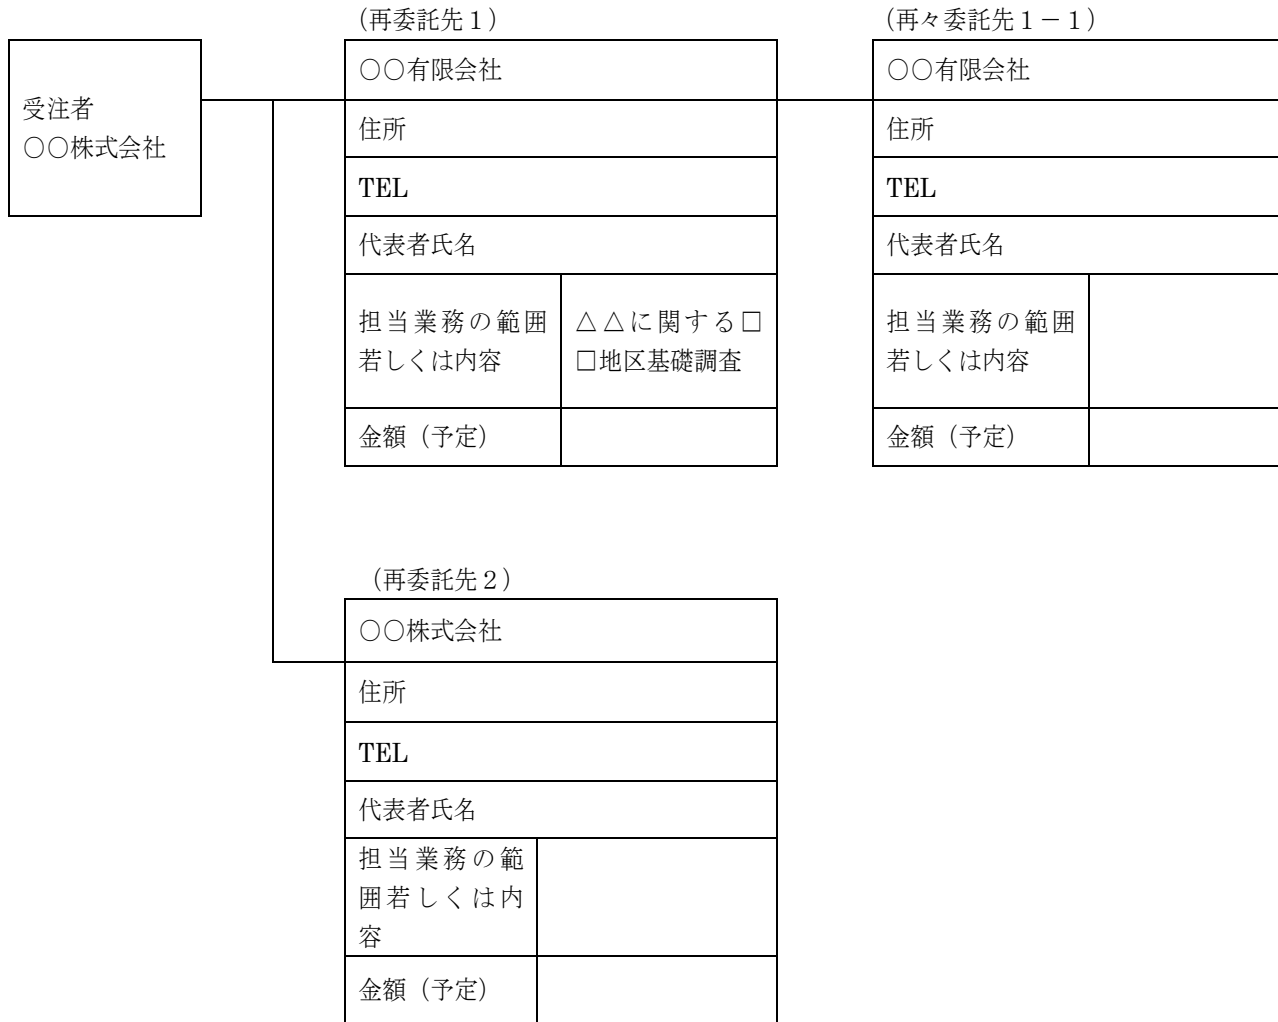 （再委託先１）
（再々委託先１－１）
受注者
○○株式会社
○○有限会社
住所
TEL
代表者氏名
担当業務の範囲
若しくは内容
△△に関する□
□地区基礎調査
金額（予定）
○○有限会社
住所
TEL
代表者氏名
担当業務の範囲
若しくは内容
金額（予定）
（再委託先２）
○○株式会社
住所
TEL
代表者氏名
担当業務の範
囲若しくは内
容
金額（予定）